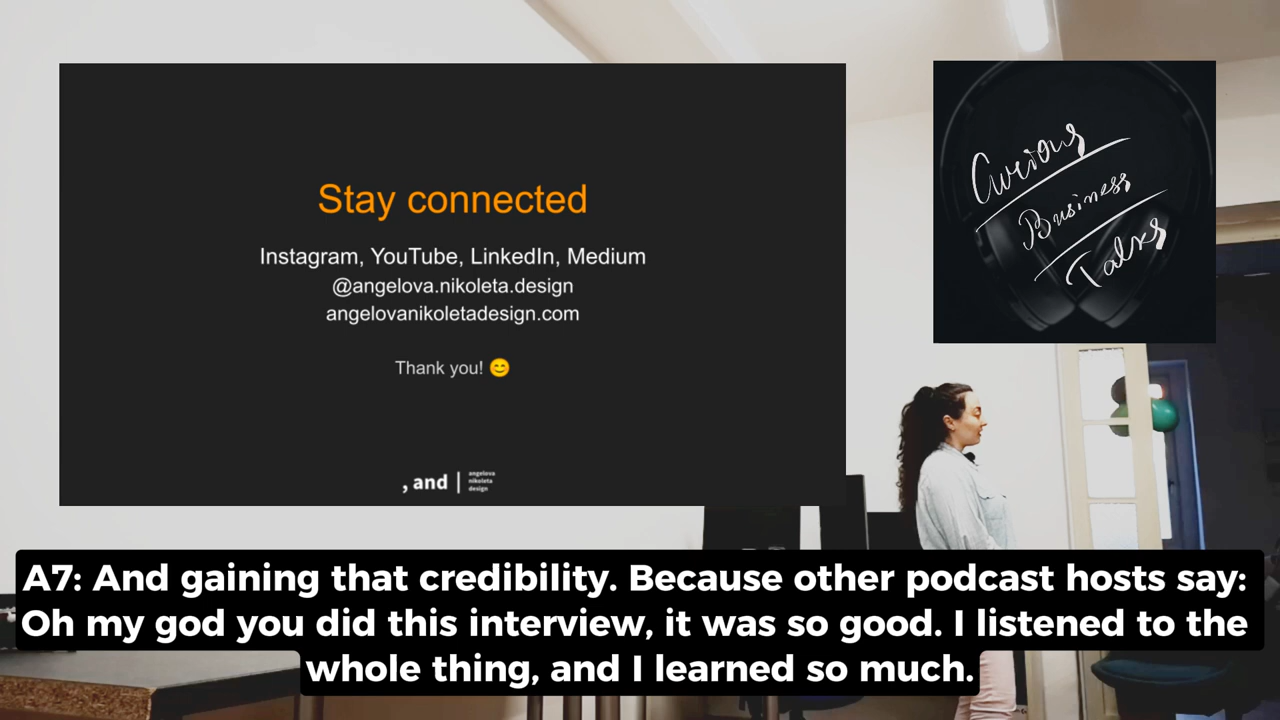 Stay connected
Instagram, YouTube, LinkedIn, Medium
@angelova.nikoleta.design
angelovanikoletadesign.com
Thank you! 😊
, and | angelova
nikoleta
design
Curious
Business
Talks
A7: And gaining that credibility. Because other podcast hosts say:
Oh my god you did this interview, it was so good. I listened to the
whole thing, and I learned so much.